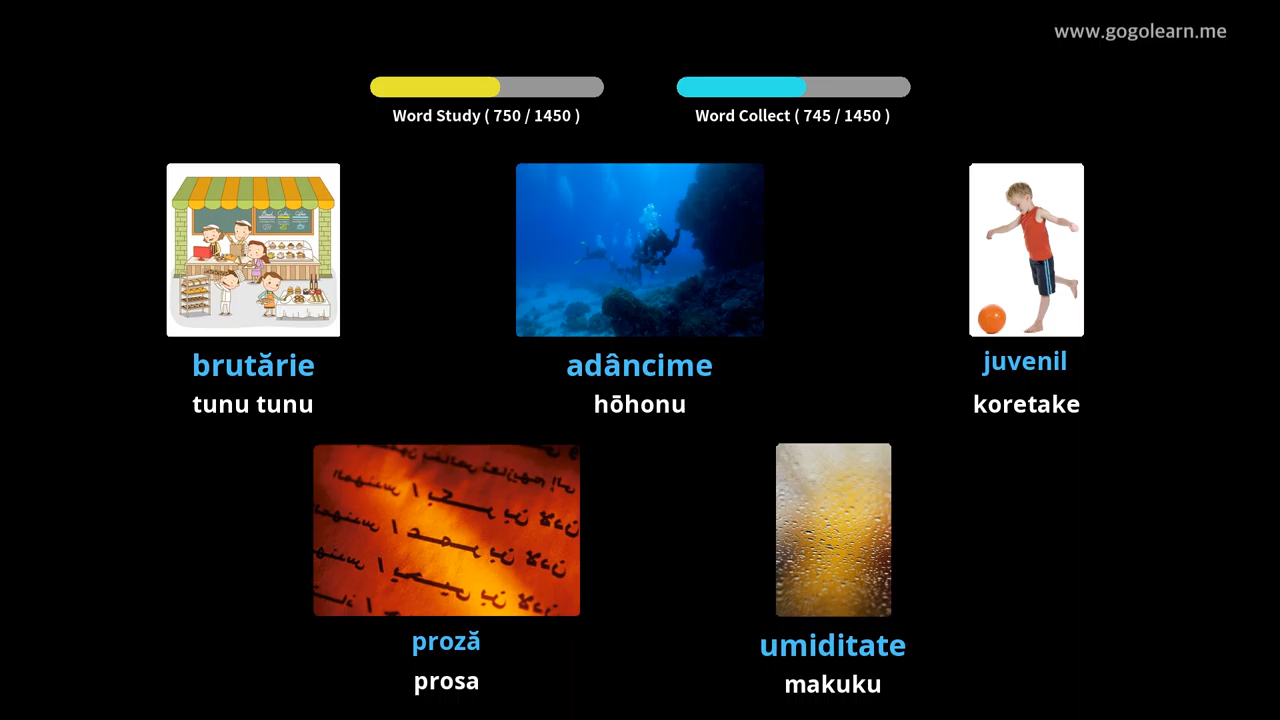 www.gogolearn.me
Word Study ( 750 / 1450 )
Word Collect ( 745 / 1450 )
brutărie
adâncime
juvenil
tunu tunu
hōhonu
koretake
proză
umiditate
prosa
makuku